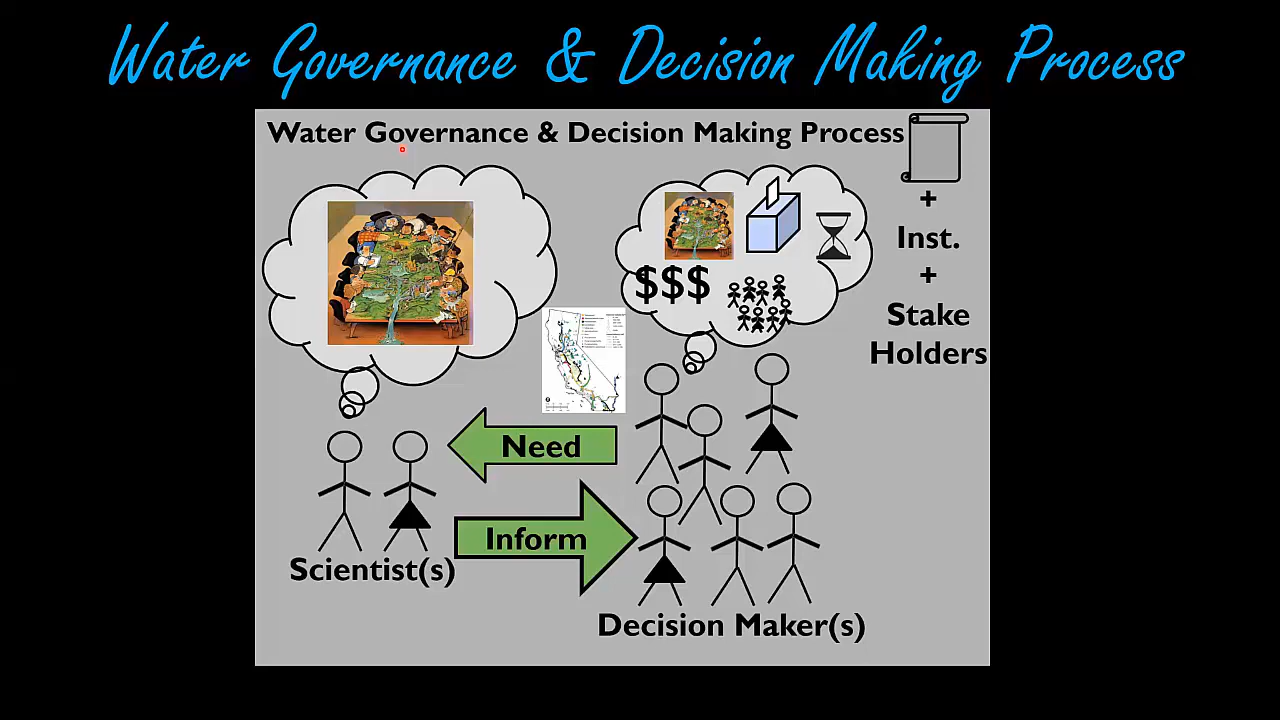 Water Governance & Decision Making Process
Water Governance & Decision Making Process
+
Inst.
+
Stake
Holders
$$$
Need
Inform
Scientist(s)
Decision Maker(s)